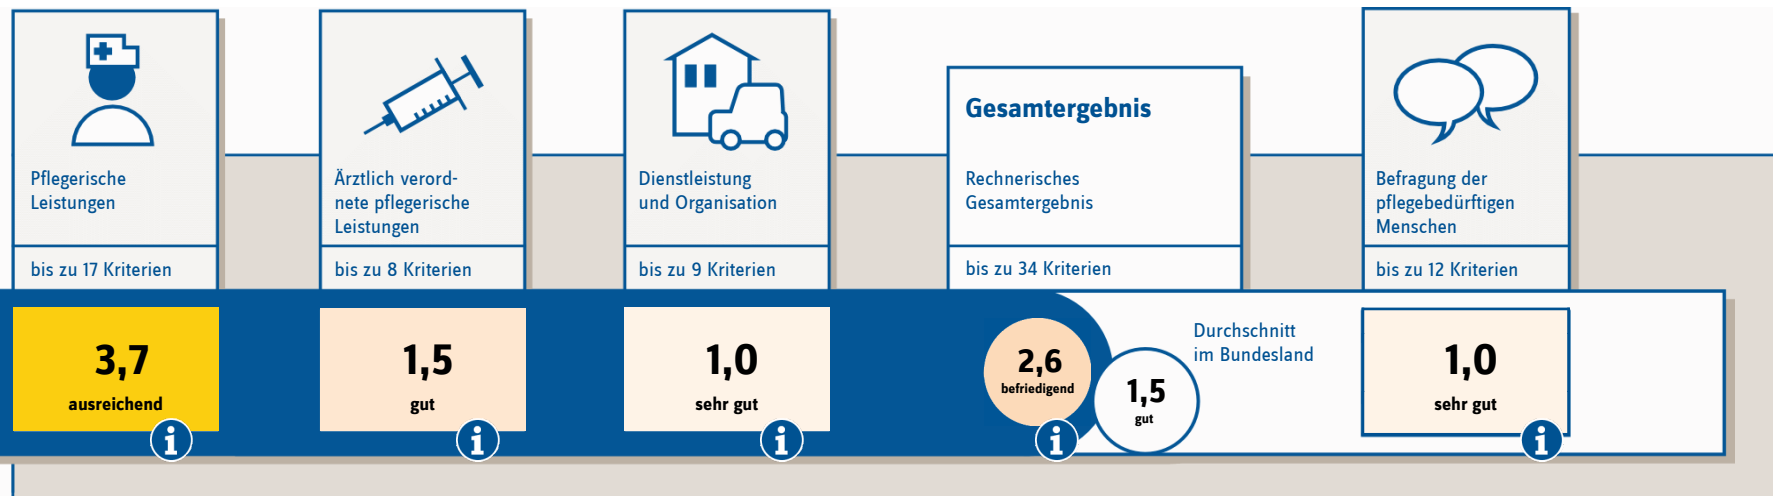 Pflegerische
Leistungen
bis zu 17 Kriterien
3,7
ausreichend
i
Ärztlich verord-
nete pflegerische
Leistungen
bis zu 8 Kriterien
1,5
gut
i
Dienstleistung
und Organisation
bis zu 9 Kriterien
1,0
sehr gut
i
Gesamtergebnis
Rechnerisches
Gesamtergebnis
bis zu 34 Kriterien
2,6
befriedigend
i
Durchschnitt
im Bundesland
1,5
gut
Befragung der
pflegebedürftigen
Menschen
bis zu 12 Kriterien
1,0
sehr gut
i